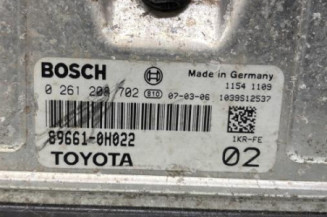 BOSCH
Made in Germany
1154 1109
0 261 208 702 E10 07-03-06 1039S12537
89661-0H022
1KR-FE
TOYOTA 02